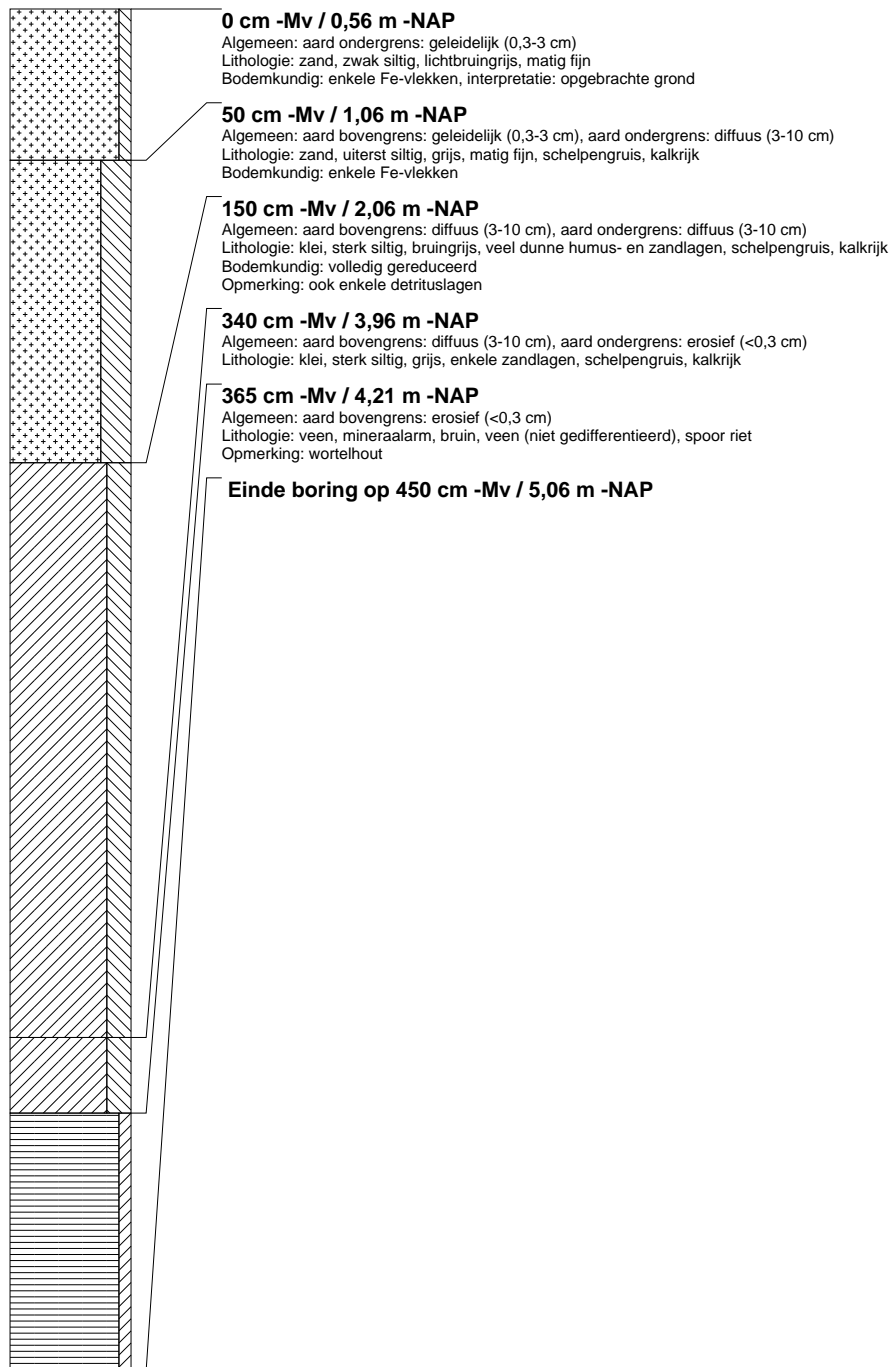 0 cm -Mv / 0,56 m -NAP
Algemeen: aard ondergrens: geleidelijk (0,3-3 cm)
Lithologie: zand, zwak siltig, lichtbruingrijs, matig fijn
Bodemkundig: enkele Fe-vlekken, interpretatie: opgebrachte grond
50 cm -Mv / 1,06 m -NAP
Algemeen: aard bovengrens: geleidelijk (0,3-3 cm), aard ondergrens: diffuus (3-10 cm)
Lithologie: zand, uiterst siltig, grijs, matig fijn, schelpengruis, kalkrijk
Bodemkundig: enkele Fe-vlekken
150 cm -Mv / 2,06 m -NAP
Algemeen: aard bovengrens: diffuus (3-10 cm), aard ondergrens: diffuus (3-10 cm)
Lithologie: klei, sterk siltig, bruingrijs, veel dunne humus- en zandlagen, schelpengruis, kalkrijk
Bodemkundig: volledig gereduceerd
Opmerking: ook enkele detrituslagen
340 cm -Mv / 3,96 m -NAP
Algemeen: aard bovengrens: diffuus (3-10 cm), aard ondergrens: erosief (<0,3 cm)
Lithologie: klei, sterk siltig, grijs, enkele zandlagen, schelpengruis, kalkrijk
365 cm -Mv / 4,21 m -NAP
Algemeen: aard bovengrens: erosief (<0,3 cm)
Lithologie: veen, mineraalarm, bruin, veen (niet gedifferentieerd), spoor riet
Opmerking: wortelhout
Einde boring op 450 cm -Mv / 5,06 m -NAP